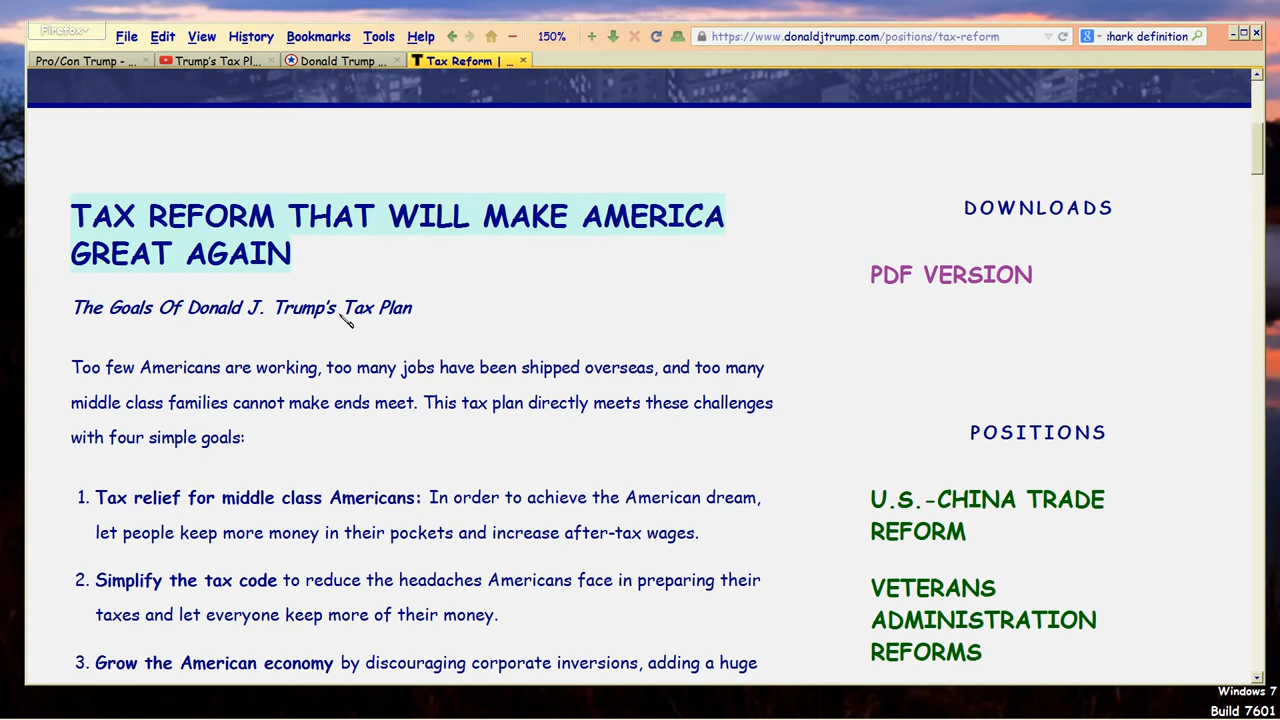 Firefox
File Edit View History Bookmarks Tools Help 150% https://www.donaldjtrump.com/positions/tax-reform hark definition
Pro/Con Trump - ... Trump's Tax Pl... Donald Trump ... Tax Reform | ...
TAX REFORM THAT WILL MAKE AMERICA
GREAT AGAIN
The Goals Of Donald J. Trump's Tax Plan
Too few Americans are working, too many jobs have been shipped overseas, and too many
middle class families cannot make ends meet. This tax plan directly meets these challenges
with four simple goals:
1. Tax relief for middle class Americans: In order to achieve the American dream,
let people keep more money in their pockets and increase after-tax wages.
2. Simplify the tax code to reduce the headaches Americans face in preparing their
taxes and let everyone keep more of their money.
3. Grow the American economy by discouraging corporate inversions, adding a huge
DOWNLOADS
PDF VERSION
POSITIONS
U.S.-CHINA TRADE
REFORM
VETERANS
ADMINISTRATION
REFORMS
Windows 7
Build 7601